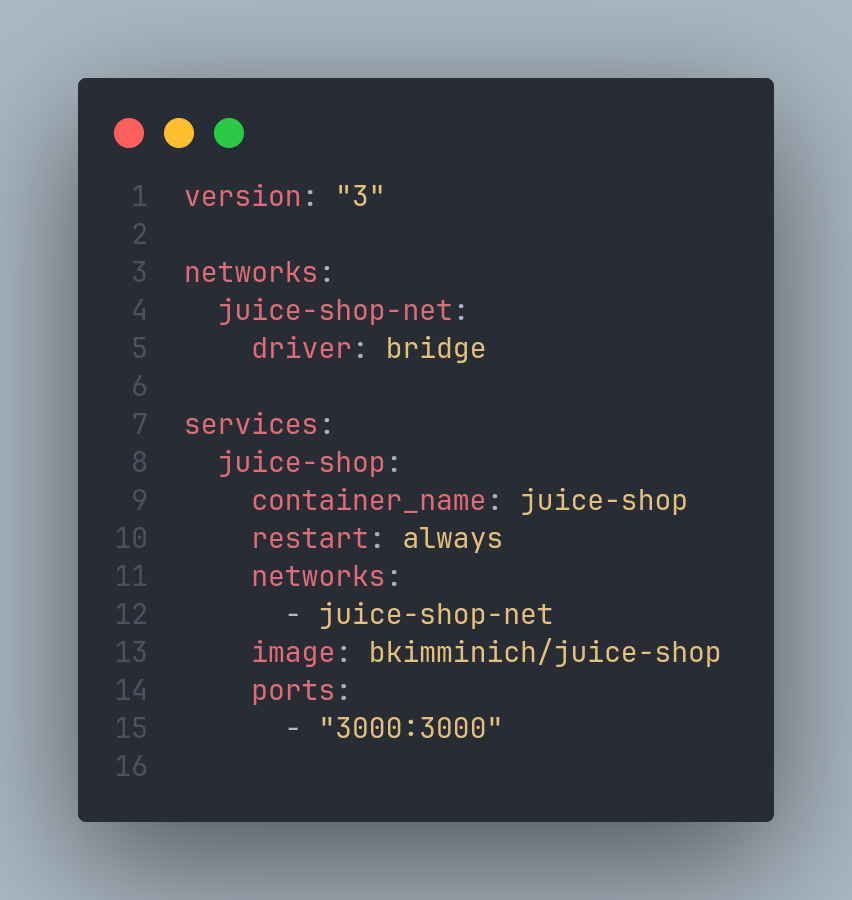 1 version: "3"
2
3 networks:
4   juice-shop-net:
5     driver: bridge
6
7 services:
8   juice-shop:
9     container_name: juice-shop
10     restart: always
11     networks:
12       - juice-shop-net
13     image: bkimminich/juice-shop
14     ports:
15       - "3000:3000"
16